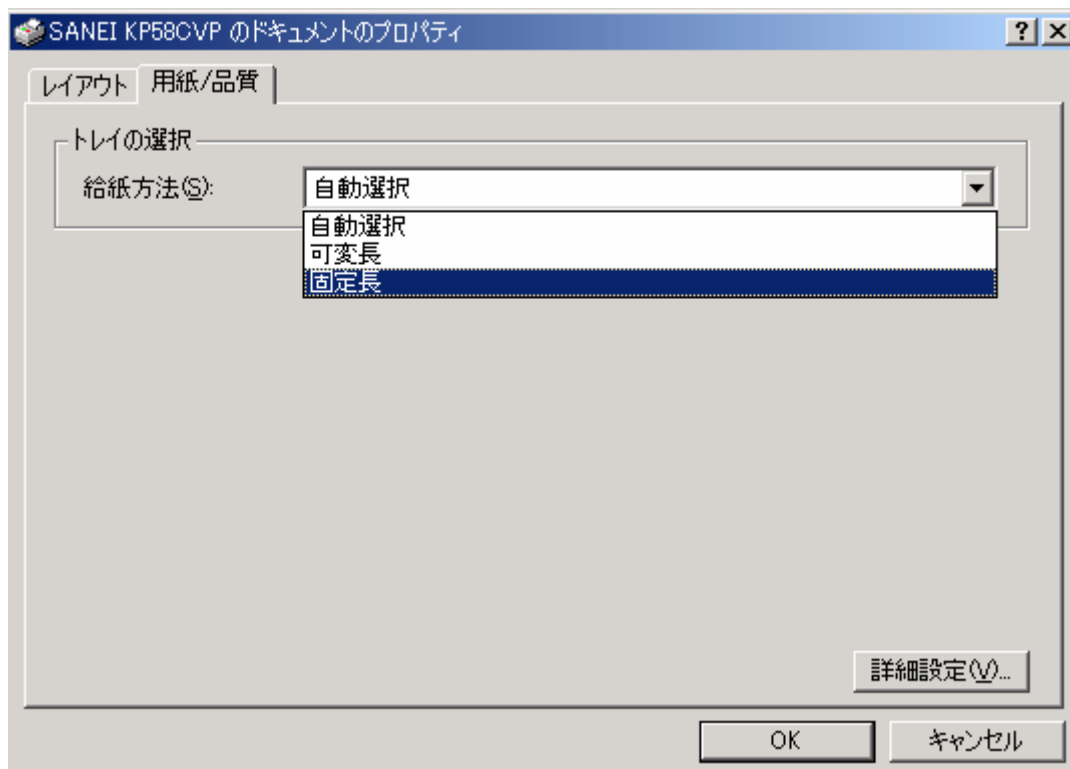 SANEI KP58CVP のドキュメントのプロパティ
レイアウト 用紙/品質
トレイの選択
給紙方法(S): 自動選択
自動選択
可変長
固定長
詳細設定(V)...
OK キャンセル